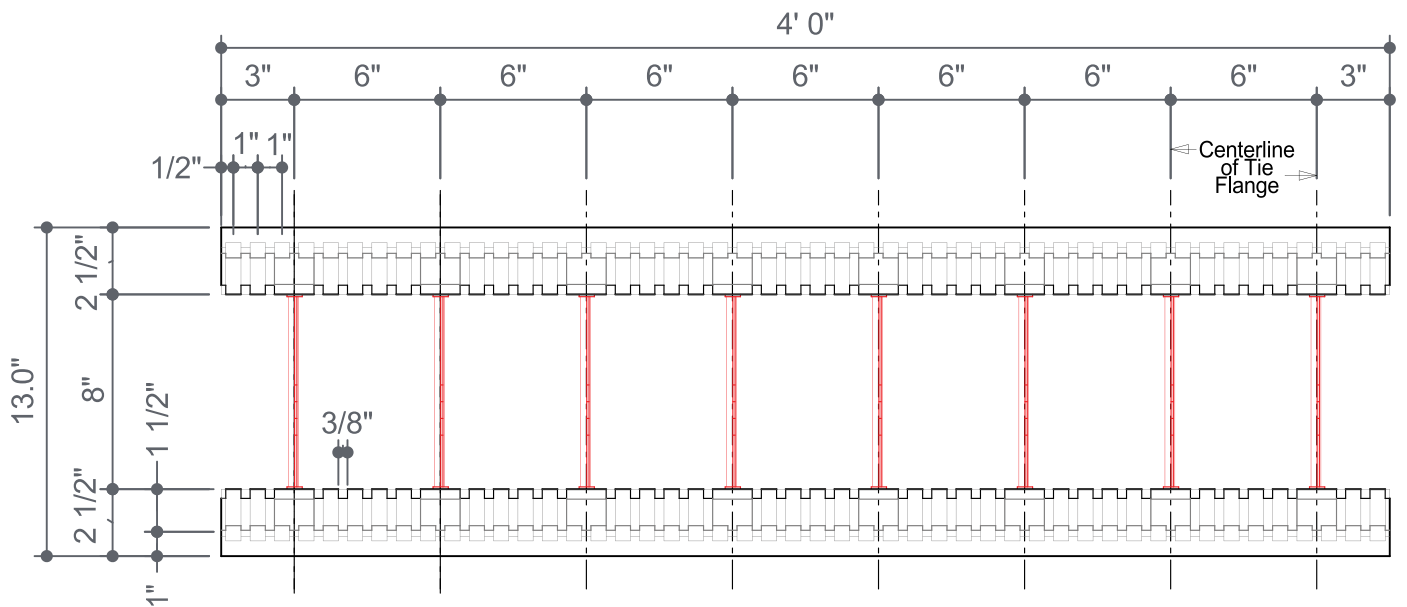 4' 0"
3" 6" 6" 6" 6" 6" 6" 6" 3"
1/2" 1" 1"
Centerline
of Tie
Flange
2 1/2"
13.0"
8"
1 1/2"
3/8"
2 1/2"
1"